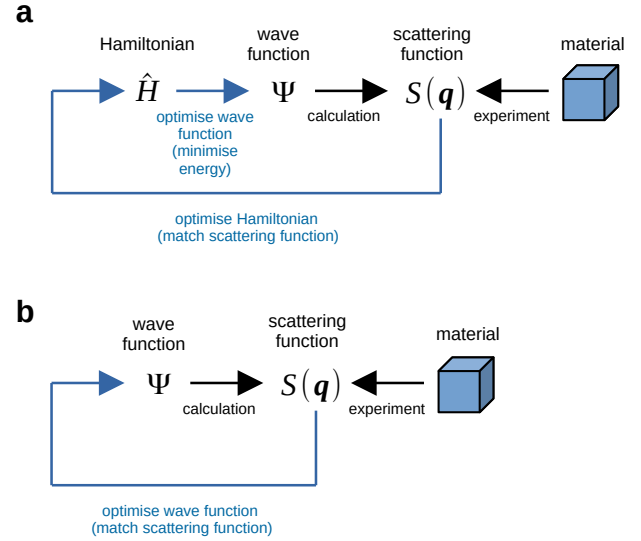 a
Hamiltonian
wave
function
scattering
function
material
Ĥ
Ψ
S(q)
optimise wave
function
(minimise
energy)
calculation
experiment
optimise Hamiltonian
(match scattering function)
b
wave
function
scattering
function
material
Ψ
S(q)
calculation
experiment
optimise wave function
(match scattering function)